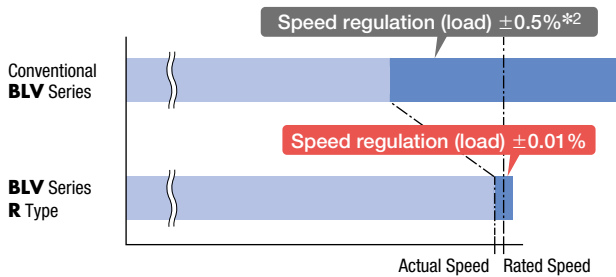 Speed regulation (load) ±0.5%*2
Conventional
BLV Series
Speed regulation (load) ±0.01%
BLV Series
R Type
Actual Speed
Rated Speed